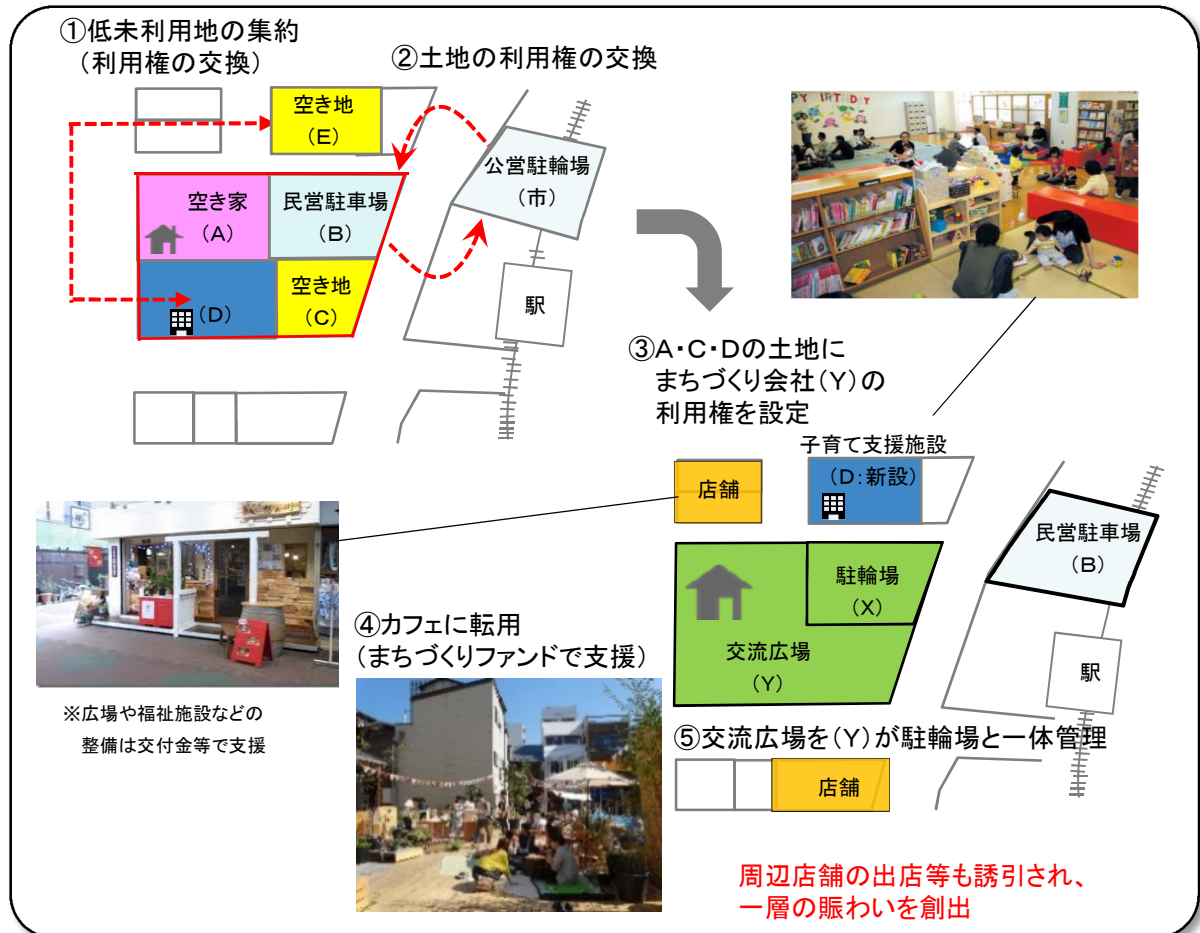 ①低未利用地の集約
（利用権の交換）
②土地の利用権の交換
空き地
（E）
公営駐輪場
（市）
空き家
（A）
民営駐車場
（B）
（D）
空き地
（C）
駅
③A・C・Dの土地に
まちづくり会社（Y）の
利用権を設定
子育て支援施設
（D：新設）
店舗
民営駐車場
（B）
駐輪場
（X）
交流広場
（Y）
駅
④カフェに転用
（まちづくりファンドで支援）
※広場や福祉施設などの
整備は交付金等で支援
⑤交流広場を（Y）が駐輪場と一体管理
店舗
周辺店舗の出店等も誘引され、
一層の賑わいを創出